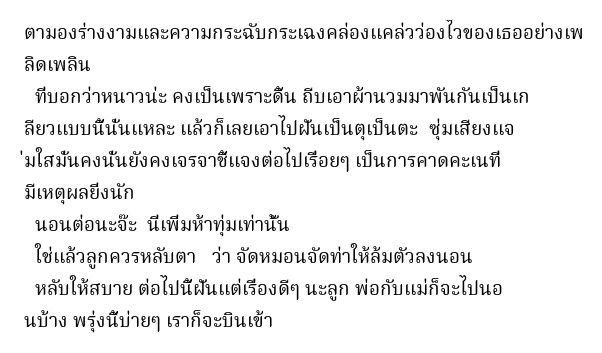 ตามองร่างงามและความกระฉับกระเฉงคล่องแคล่วว่องไวของเธออย่างเพ
ลิดเพลิน
ที่บอกว่าหนาวน่ะ คงเป็นเพราะดิ้น ถีบเอาผ้านวมมาพันกันเป็นเก
ลียวแบบนี้นั่นแหละ แล้วก็เลยเอาไปฝันเป็นตุเป็นตะ ซุ่มเสียงแจ
่มใสมั่นคงนั้นยังคงเจรจาชี้แจงต่อไปเรื่อยๆ เป็นการคาดคะเนที่
มีเหตุผลยิ่งนัก
นอนต่อนะจ๊ะ นี่เพิ่มห้าทุ่มเท่านั้น
ใช่แล้วลูกควรหลับตา ว่า จัดหมอนจัดท่าให้ล้มตัวลงนอน
หลับให้สบาย ต่อไปนี้ฝันแต่เรื่องดีๆ นะลูก พ่อกับแม่ก็จะไปนอ
นบ้าง พรุ่งนี้บ่ายๆ เราก็จะบินเข้า